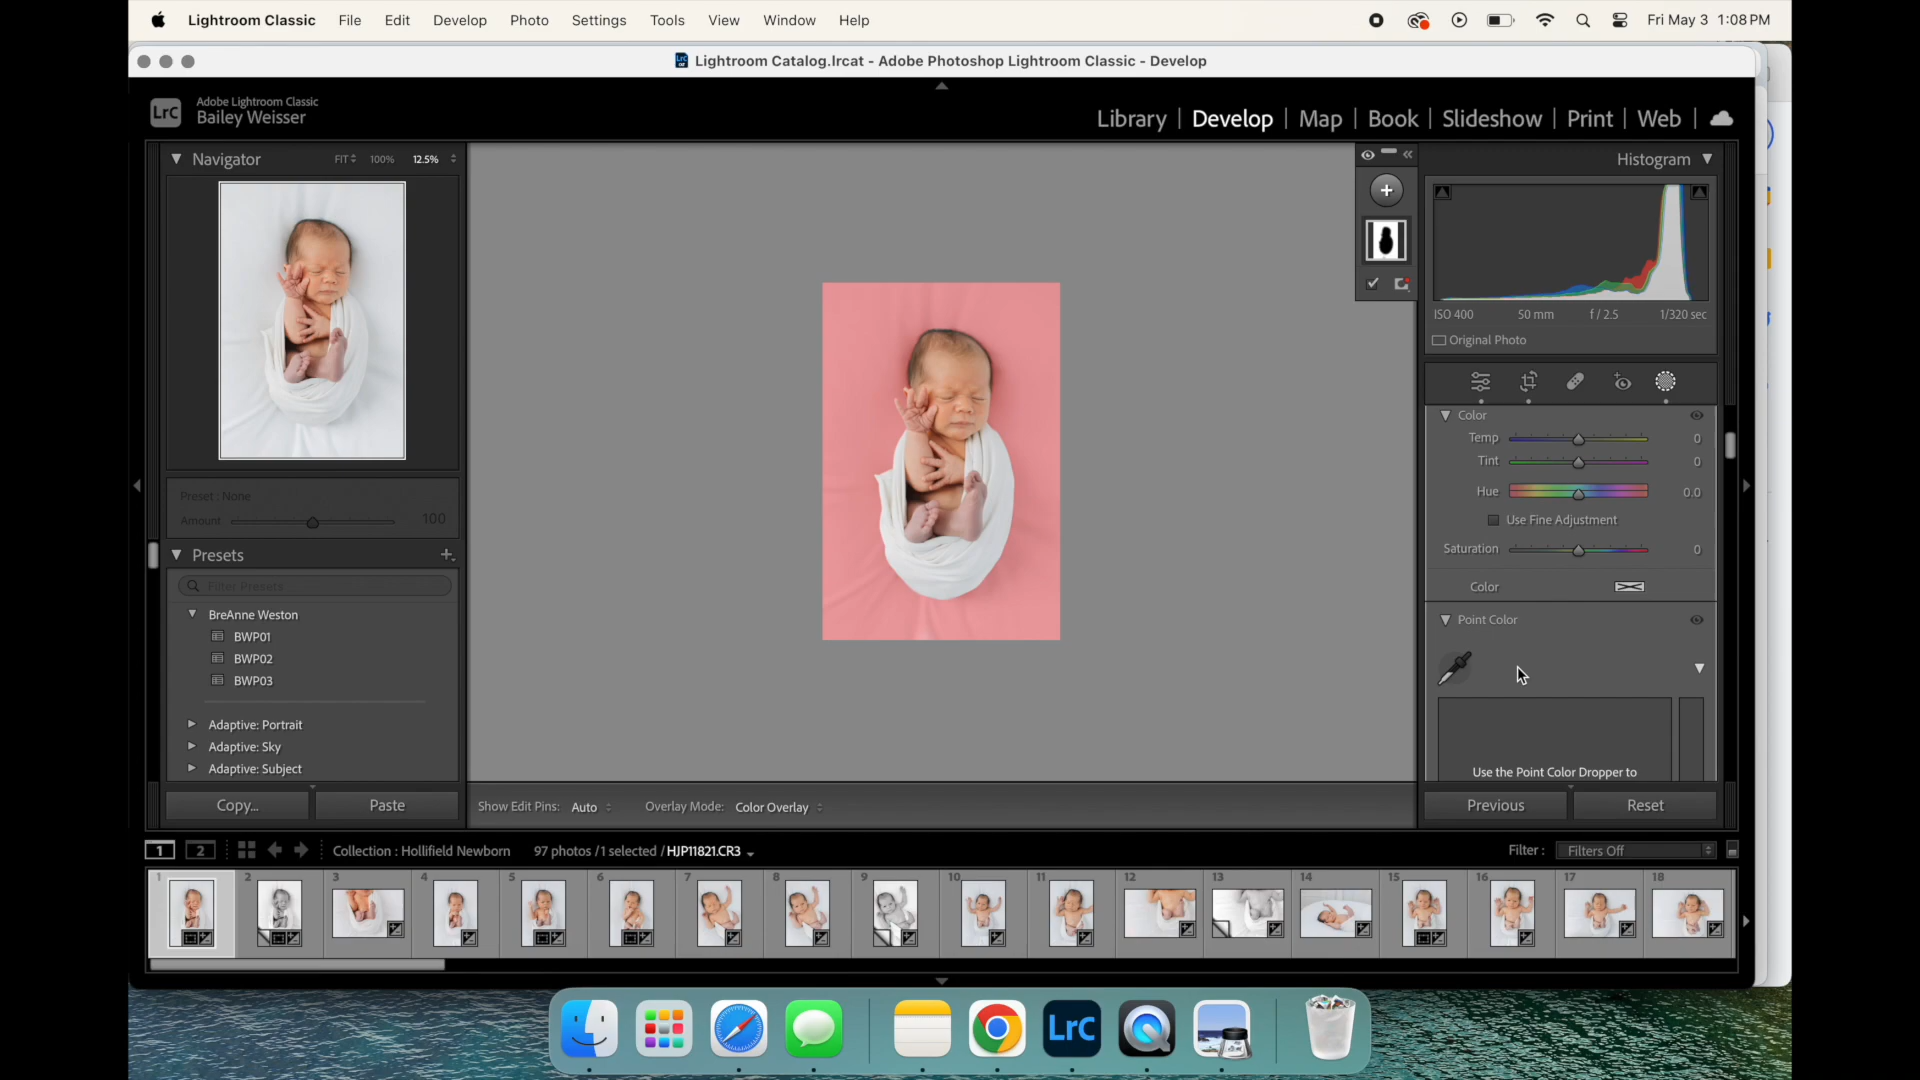 Lightroom Classic File Edit Develop Photo Settings Tools View Window Help Fri May 3 1:08 PM
Lightroom Catalog.lrcat - Adobe Photoshop Lightroom Classic - Develop
LrC Adobe Lightroom Classic
Bailey Weisser
Library | Develop | Map | Book | Slideshow | Print | Web
Navigator FIT 100% 12.5%
Preset : None
Amount 100
Presets
Filter Presets
BreAnne Weston
BWP01
BWP02
BWP03
Adaptive: Portrait
Adaptive: Sky
Adaptive: Subject
Copy... Paste
Show Edit Pins: Auto Overlay Mode: Color Overlay
Histogram
ISO 400 50 mm f / 2.5 1/320 sec
Original Photo
Color
Temp 0
Tint 0
Hue 0.0
Use Fine Adjustment
Saturation 0
Color
Point Color
Use the Point Color Dropper to
Previous Reset
1 2 Collection : Hollifield Newborn 97 photos / 1 selected / HJP11821.CR3 Filter : Filters Off
1 2 3 4 5 6 7 8 9 10 11 12 13 14 15 16 17 18
LrC